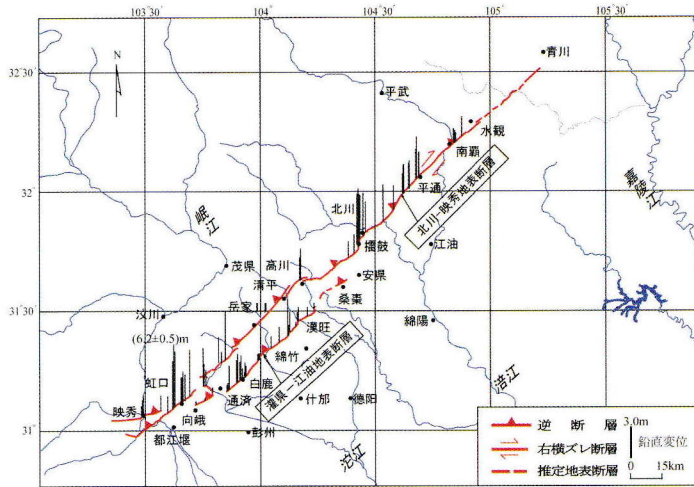 103.50
104
104.50
105
105.50
32°30′
32
31°30′
31
N
青川
平武
水観
南覇
平通
北川
擂鼓
北川－映秀地表断層
嘉陵江
江油
岷江
茂県
高川
清平
安県
桑棗
岳家
汶川
(6.2±0.5)m
漢旺
綿陽
綿竹
灌県－江油地表断層
虹口
白鹿
通済
什邡
德阳
涪江
映秀
向峨
都江堰
彭州
沱江
逆 断 層
右横ズレ断層
推定地表断層
3.0m
鉛直変位
0 15km